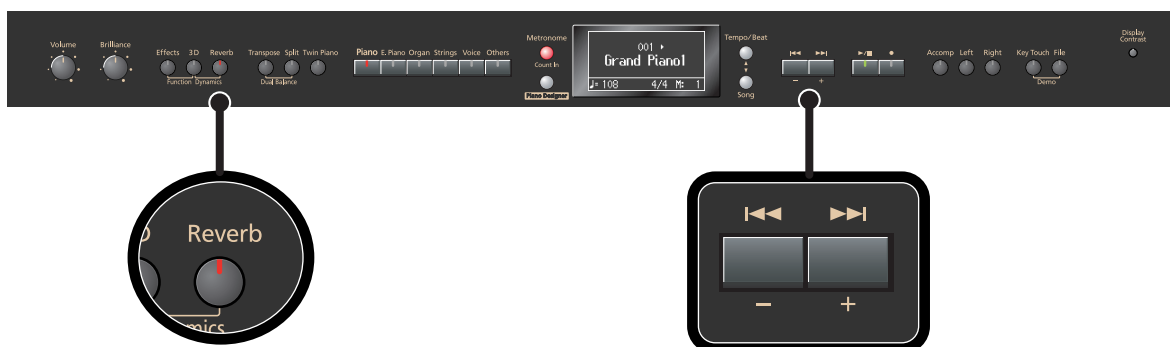 Volume
Brilliance
Effects 3D Reverb
Function Dynamics
Transpose Split Twin Piano
Dual Balance
Piano E. Piano Organ Strings Voice Others
Metronome
Count In
Piano Designer
001
Grand Piano1
♩= 108 4/4 M: 1
Tempo/Beat
Song
− +
Accomp Left Right
Key Touch File
Demo
Display
Contrast
Reverb
mics
− +